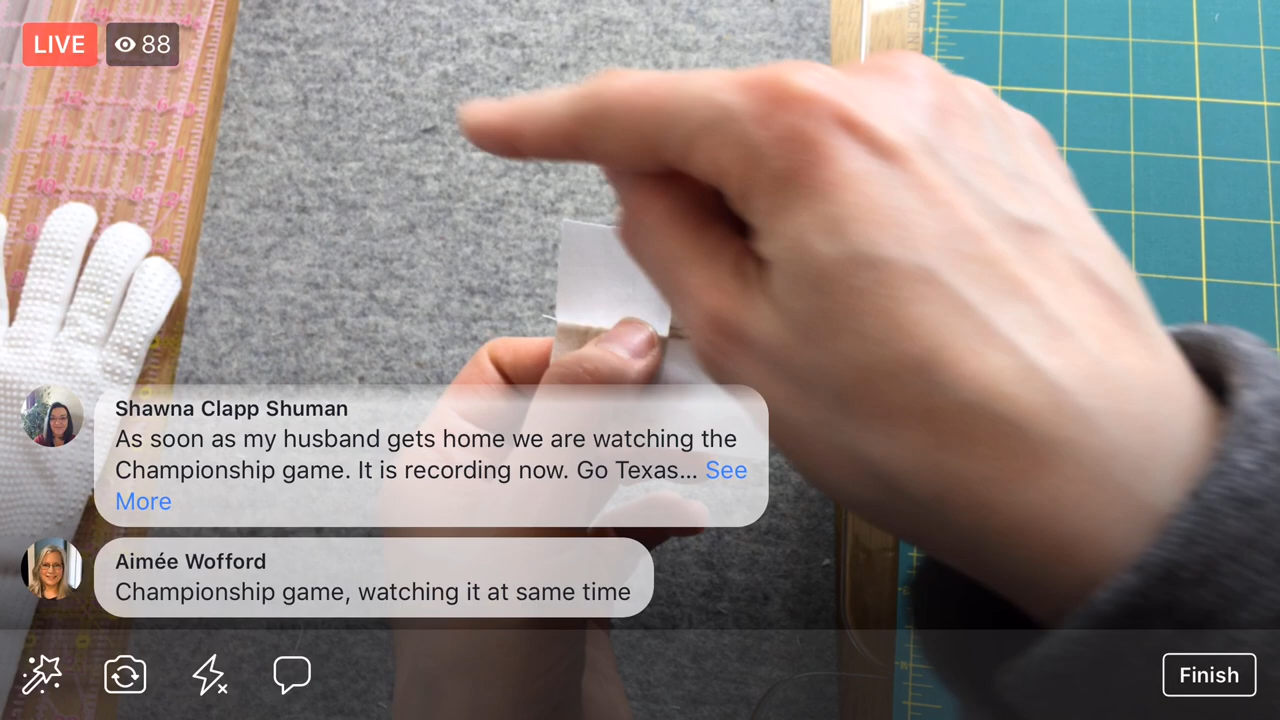 LIVE
88
Shawna Clapp Shuman
As soon as my husband gets home we are watching the
Championship game. It is recording now. Go Texas... See
More
Aimée Wofford
Championship game, watching it at same time
Finish